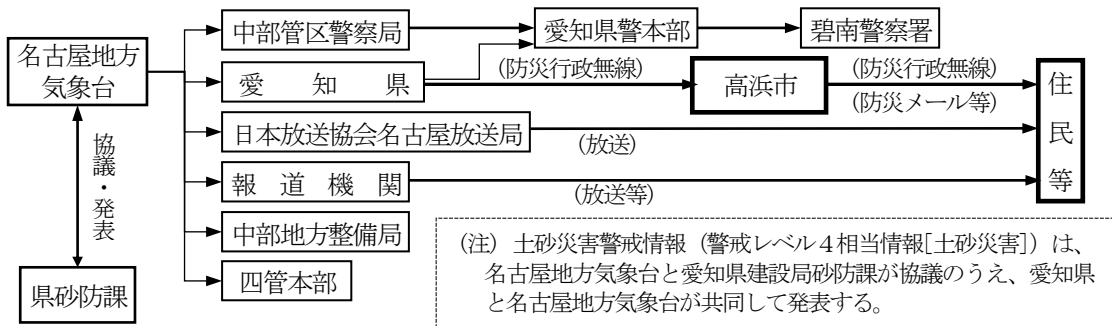 名古屋地方
気象台
協議・発表
県砂防課
中部管区警察局
愛知県警本部
碧南警察署
愛知県
(防災行政無線)
高浜市
(防災行政無線)
(防災メール等)
住民等
日本放送協会名古屋放送局
(放送)
報道機関
(放送等)
中部地方整備局
四管本部
(注) 土砂災害警戒情報(警戒レベル4相当情報[土砂災害])は、
名古屋地方気象台と愛知県建設局砂防課が協議のうえ、愛知県
と名古屋地方気象台が共同して発表する。